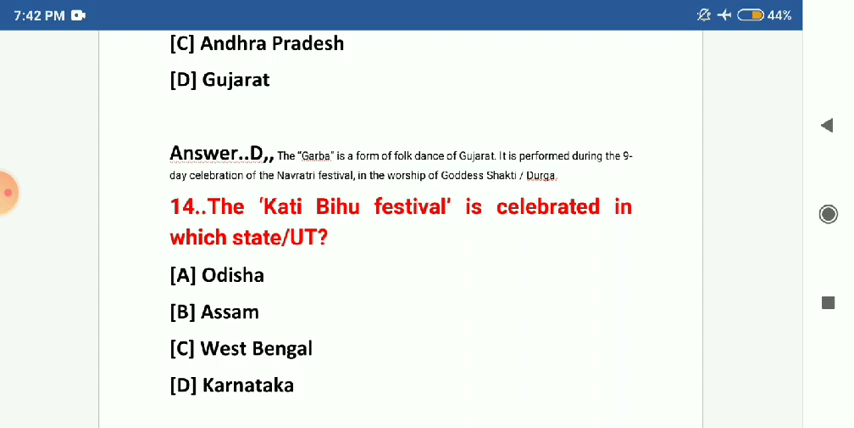 7:42 PM 44%
[C] Andhra Pradesh
[D] Gujarat
Answer..D,, The "Garba" is a form of folk dance of Gujarat. It is performed during the 9-
day celebration of the Navratri festival, in the worship of Goddess Shakti / Durga.
14..The ‘Kati Bihu festival’ is celebrated in
which state/UT?
[A] Odisha
[B] Assam
[C] West Bengal
[D] Karnataka